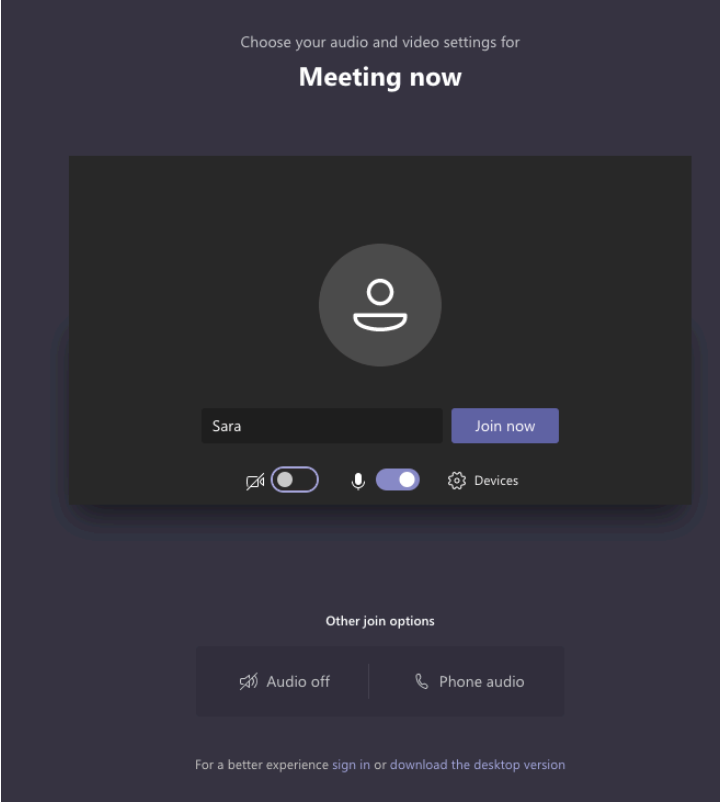 Choose your audio and video settings for
Meeting now
Sara
Join now
Devices
Other join options
Audio off
Phone audio
For a better experience sign in or download the desktop version